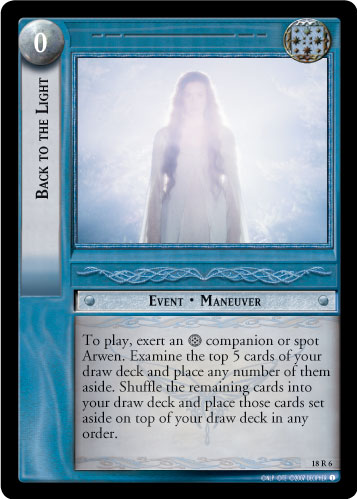 0
BACK TO THE LIGHT
EVENT • MANEUVER
To play, exert an companion or spot
Arwen. Examine the top 5 cards of your
draw deck and place any number of them
aside. Shuffle the remaining cards into
your draw deck and place those cards set
aside on top of your draw deck in any
order.
18 R 6